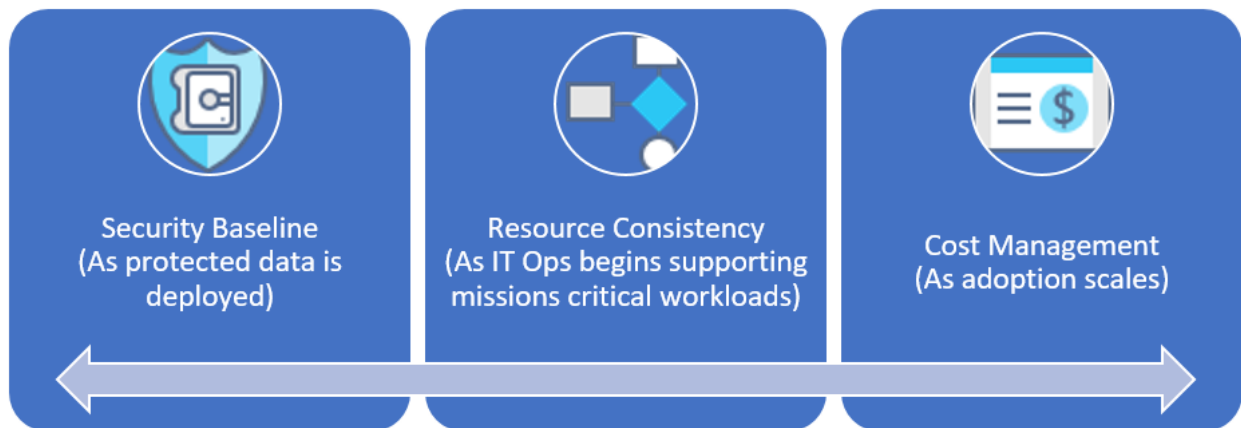 Security Baseline
(As protected data is
deployed)
Resource Consistency
(As IT Ops begins supporting
missions critical workloads)
$
Cost Management
(As adoption scales)